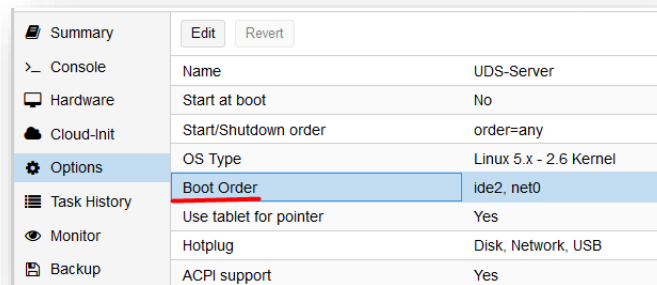 Summary
Console
Hardware
Cloud-Init
Options
Task History
Monitor
Backup
Edit Revert
Name UDS-Server
Start at boot No
Start/Shutdown order order=any
OS Type Linux 5.x - 2.6 Kernel
Boot Order ide2, net0
Use tablet for pointer Yes
Hotplug Disk, Network, USB
ACPI support Yes